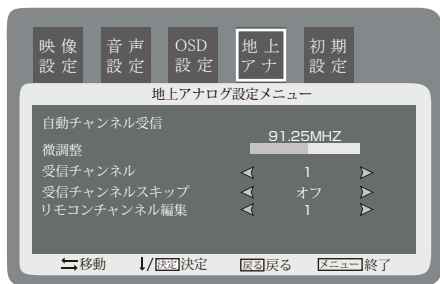 映像設定 音声設定 OSD設定 地上アナ 初期設定
地上アナログ設定メニュー
自動チャンネル受信
91.25MHZ
微調整
受信チャンネル 1
受信チャンネルスキップ オフ
リモコンチャンネル編集 1
移動 ↓/決定決定 戻る戻る メニュー終了